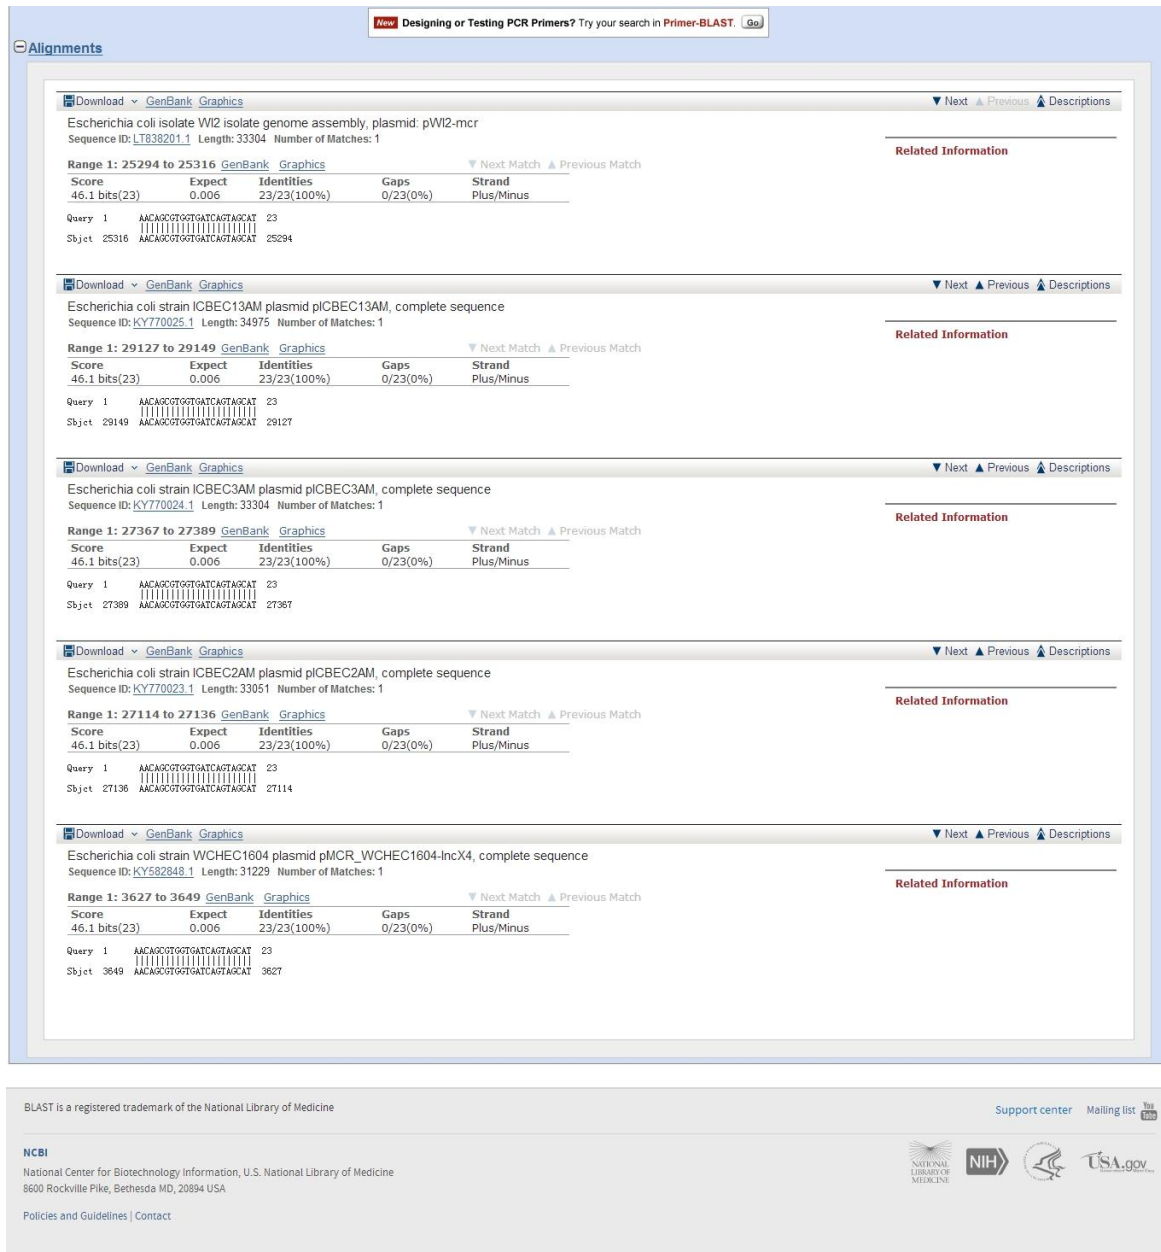 New Designing or Testing PCR Primers? Try your search in Primer-BLAST. Go
Alignments
Download GenBank Graphics Next Previous Descriptions
Escherichia coli isolate WI2 isolate genome assembly, plasmid: pWI2-mcr
Sequence ID: LT838201.1 Length: 33304 Number of Matches: 1
Related Information
Range 1: 25294 to 25316 GenBank Graphics Next Match Previous Match
Score Expect Identities Gaps Strand
46.1 bits(23) 0.006 23/23(100%) 0/23(0%) Plus/Minus
Query 1 AACAGCGTGGTGATCAGTAGCAT 23
|||||||||||||||||||||||
Sbjct 25316 AACAGCGTGGTGATCAGTAGCAT 25294
Download GenBank Graphics Next Previous Descriptions
Escherichia coli strain ICBEC13AM plasmid pICBEC13AM, complete sequence
Sequence ID: KY770025.1 Length: 34975 Number of Matches: 1
Related Information
Range 1: 29127 to 29149 GenBank Graphics Next Match Previous Match
Score Expect Identities Gaps Strand
46.1 bits(23) 0.006 23/23(100%) 0/23(0%) Plus/Minus
Query 1 AACAGCGTGGTGATCAGTAGCAT 23
|||||||||||||||||||||||
Sbjct 29149 AACAGCGTGGTGATCAGTAGCAT 29127
Download GenBank Graphics Next Previous Descriptions
Escherichia coli strain ICBEC3AM plasmid pICBEC3AM, complete sequence
Sequence ID: KY770024.1 Length: 33304 Number of Matches: 1
Related Information
Range 1: 27367 to 27389 GenBank Graphics Next Match Previous Match
Score Expect Identities Gaps Strand
46.1 bits(23) 0.006 23/23(100%) 0/23(0%) Plus/Minus
Query 1 AACAGCGTGGTGATCAGTAGCAT 23
|||||||||||||||||||||||
Sbjct 27389 AACAGCGTGGTGATCAGTAGCAT 27367
Download GenBank Graphics Next Previous Descriptions
Escherichia coli strain ICBEC2AM plasmid pICBEC2AM, complete sequence
Sequence ID: KY770023.1 Length: 33051 Number of Matches: 1
Related Information
Range 1: 27114 to 27136 GenBank Graphics Next Match Previous Match
Score Expect Identities Gaps Strand
46.1 bits(23) 0.006 23/23(100%) 0/23(0%) Plus/Minus
Query 1 AACAGCGTGGTGATCAGTAGCAT 23
|||||||||||||||||||||||
Sbjct 27136 AACAGCGTGGTGATCAGTAGCAT 27114
Download GenBank Graphics Next Previous Descriptions
Escherichia coli strain WCHEC1604 plasmid pMCR_WCHEC1604-IncX4, complete sequence
Sequence ID: KY582848.1 Length: 31229 Number of Matches: 1
Related Information
Range 1: 3627 to 3649 GenBank Graphics Next Match Previous Match
Score Expect Identities Gaps Strand
46.1 bits(23) 0.006 23/23(100%) 0/23(0%) Plus/Minus
Query 1 AACAGCGTGGTGATCAGTAGCAT 23
|||||||||||||||||||||||
Sbjct 3649 AACAGCGTGGTGATCAGTAGCAT 3627
BLAST is a registered trademark of the National Library of Medicine
Support center Mailing list You Tube
NCBI
National Center for Biotechnology Information, U.S. National Library of Medicine
8600 Rockville Pike, Bethesda MD, 20894 USA
Policies and Guidelines | Contact
NATIONAL LIBRARY OF MEDICINE
NIH
USA.gov